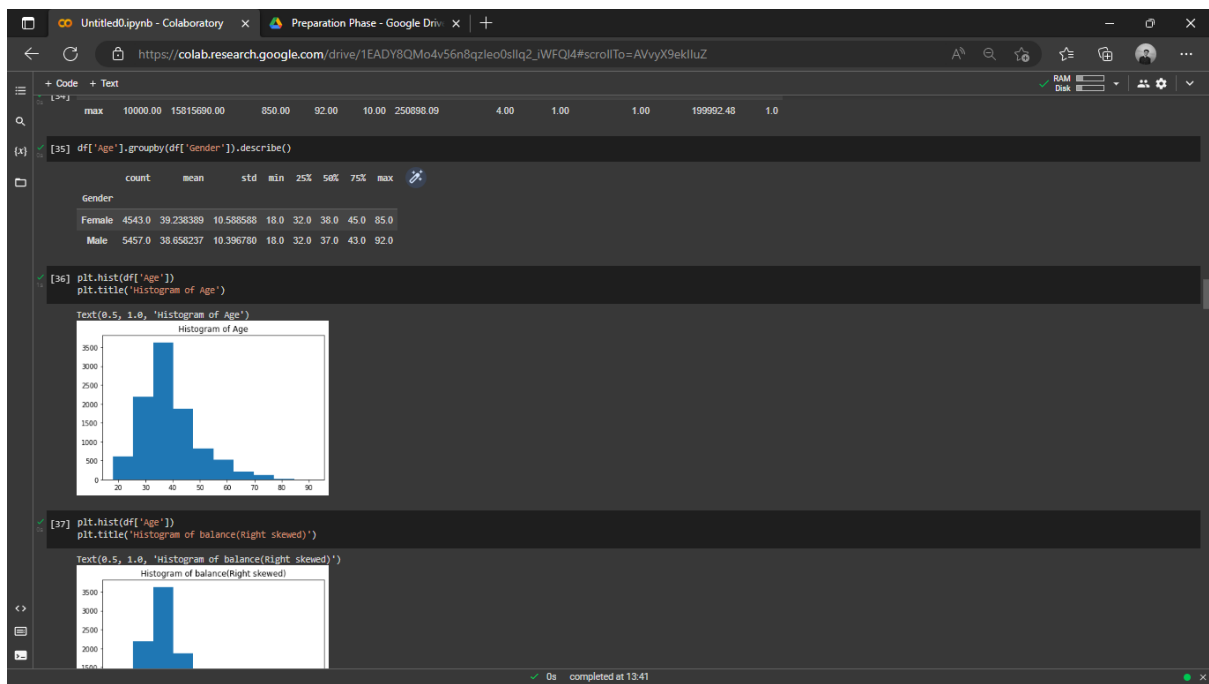 Untitled0.ipynb - Colaboratory
Preparation Phase - Google Driv
https://colab.research.google.com/drive/1EADY8QMo4v56n8qzleo0sIlq2_iWFQl4#scrollTo=AVvyX9ekIluZ
+ Code + Text
RAM
Disk
[34]
max 10000.00 15815690.00 850.00 92.00 10.00 250898.09 4.00 1.00 1.00 199992.48 1.0
[35] df['Age'].groupby(df['Gender']).describe()
count mean std min 25% 50% 75% max
Gender
Female 4543.0 39.238389 10.588588 18.0 32.0 38.0 45.0 85.0
Male 5457.0 38.658237 10.396780 18.0 32.0 37.0 43.0 92.0
[36] plt.hist(df['Age'])
plt.title('Histogram of Age')
Text(0.5, 1.0, 'Histogram of Age')
Histogram of Age
3500
3000
2500
2000
1500
1000
500
0
20 30 40 50 60 70 80 90
[37] plt.hist(df['Age'])
plt.title('Histogram of balance(Right skewed)')
Text(0.5, 1.0, 'Histogram of balance(Right skewed)')
Histogram of balance(Right skewed)
3500
3000
2500
2000
1500
0s completed at 13:41